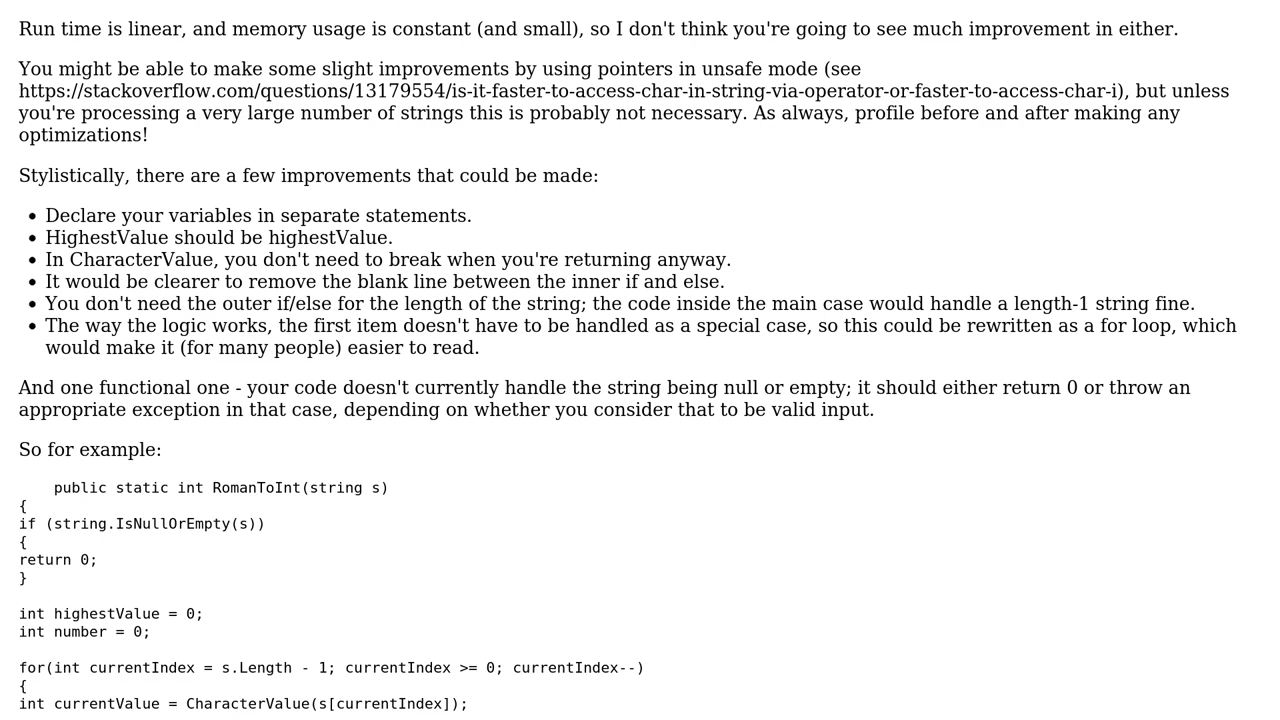 Run time is linear, and memory usage is constant (and small), so I don't think you're going to see much improvement in either.
You might be able to make some slight improvements by using pointers in unsafe mode (see
https://stackoverflow.com/questions/13179554/is-it-faster-to-access-char-in-string-via-operator-or-faster-to-access-char-i), but unless
you're processing a very large number of strings this is probably not necessary. As always, profile before and after making any
optimizations!
Stylistically, there are a few improvements that could be made:
• Declare your variables in separate statements.
• HighestValue should be highestValue.
• In CharacterValue, you don't need to break when you're returning anyway.
• It would be clearer to remove the blank line between the inner if and else.
• You don't need the outer if/else for the length of the string; the code inside the main case would handle a length-1 string fine.
• The way the logic works, the first item doesn't have to be handled as a special case, so this could be rewritten as a for loop, which
would make it (for many people) easier to read.
And one functional one - your code doesn't currently handle the string being null or empty; it should either return 0 or throw an
appropriate exception in that case, depending on whether you consider that to be valid input.
So for example:
    public static int RomanToInt(string s)
{
if (string.IsNullOrEmpty(s))
{
return 0;
}
int highestValue = 0;
int number = 0;
for(int currentIndex = s.Length - 1; currentIndex >= 0; currentIndex--)
{
int currentValue = CharacterValue(s[currentIndex]);